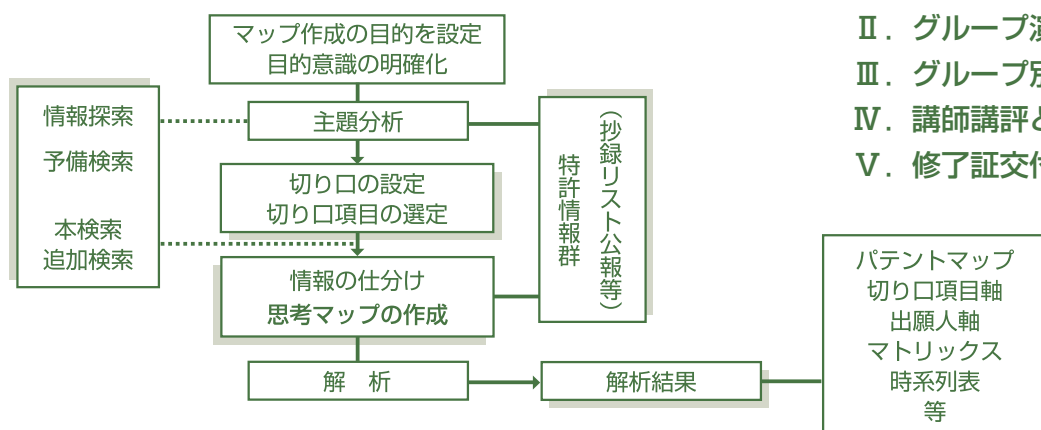 マップ作成の目的を設定
目的意識の明確化
情報探索
予備検索
本検索
追加検索
主題分析
切り口の設定
切り口項目の選定
情報の仕分け
思考マップの作成
解　析
特許情報群
（抄録リスト公報等）
解析結果
Ⅱ．グループ
Ⅲ．グループ
Ⅳ．講師講評
Ⅴ．修了証交付
パテントマップ
切り口項目軸
出願人軸
マトリックス
時系列表
等